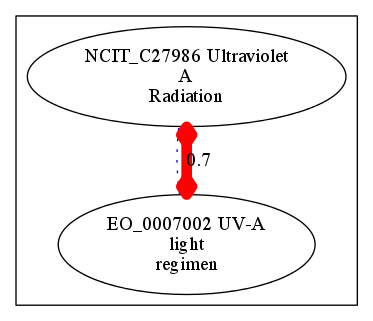 NCIT_C27986 Ultraviolet
A
Radiation
0.7
EO_0007002 UV-A
light
regimen